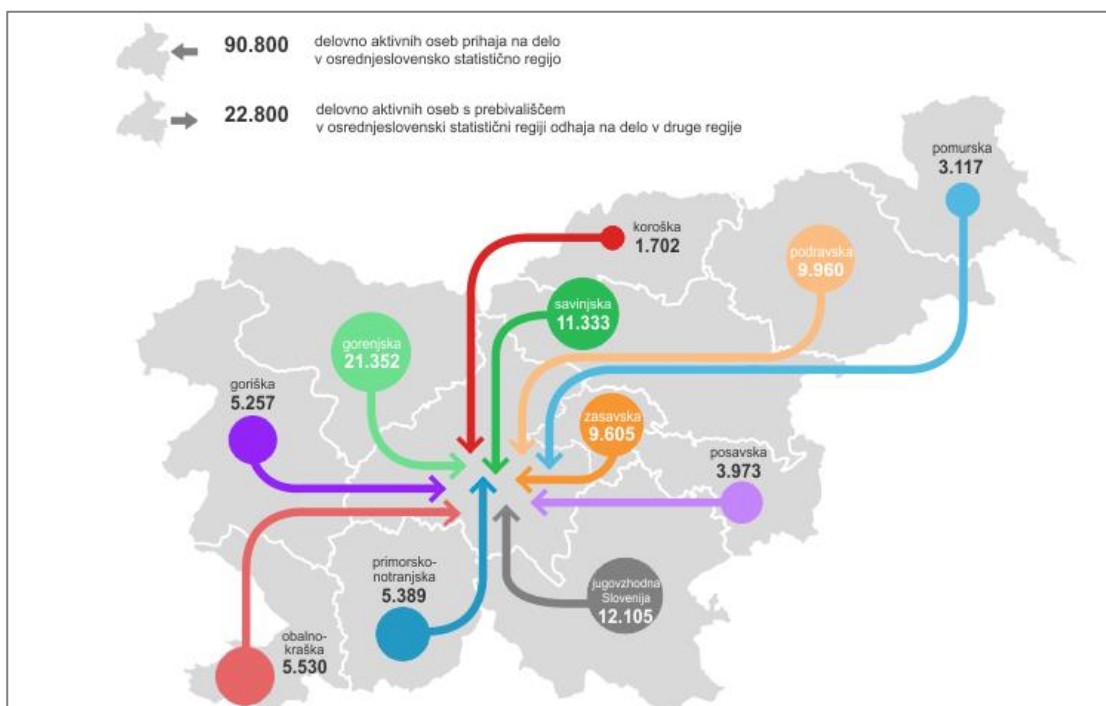 90.800
delovno aktivnih oseb prihaja na delo
v osrednjeslovensko statistično regijo
22.800
delovno aktivnih oseb s prebivališčem
v osrednjeslovenski statistični regiji odhaja na delo v druge regije
pomurska
3.117
koroška
1.702
podravska
9.960
savinjska
11.333
gorenjska
21.352
goriška
5.257
zasavska
9.605
posavska
3.973
primorsko-
notranjska
5.389
jugovzhodna
Slovenija
12.105
obalno-
kraška
5.530